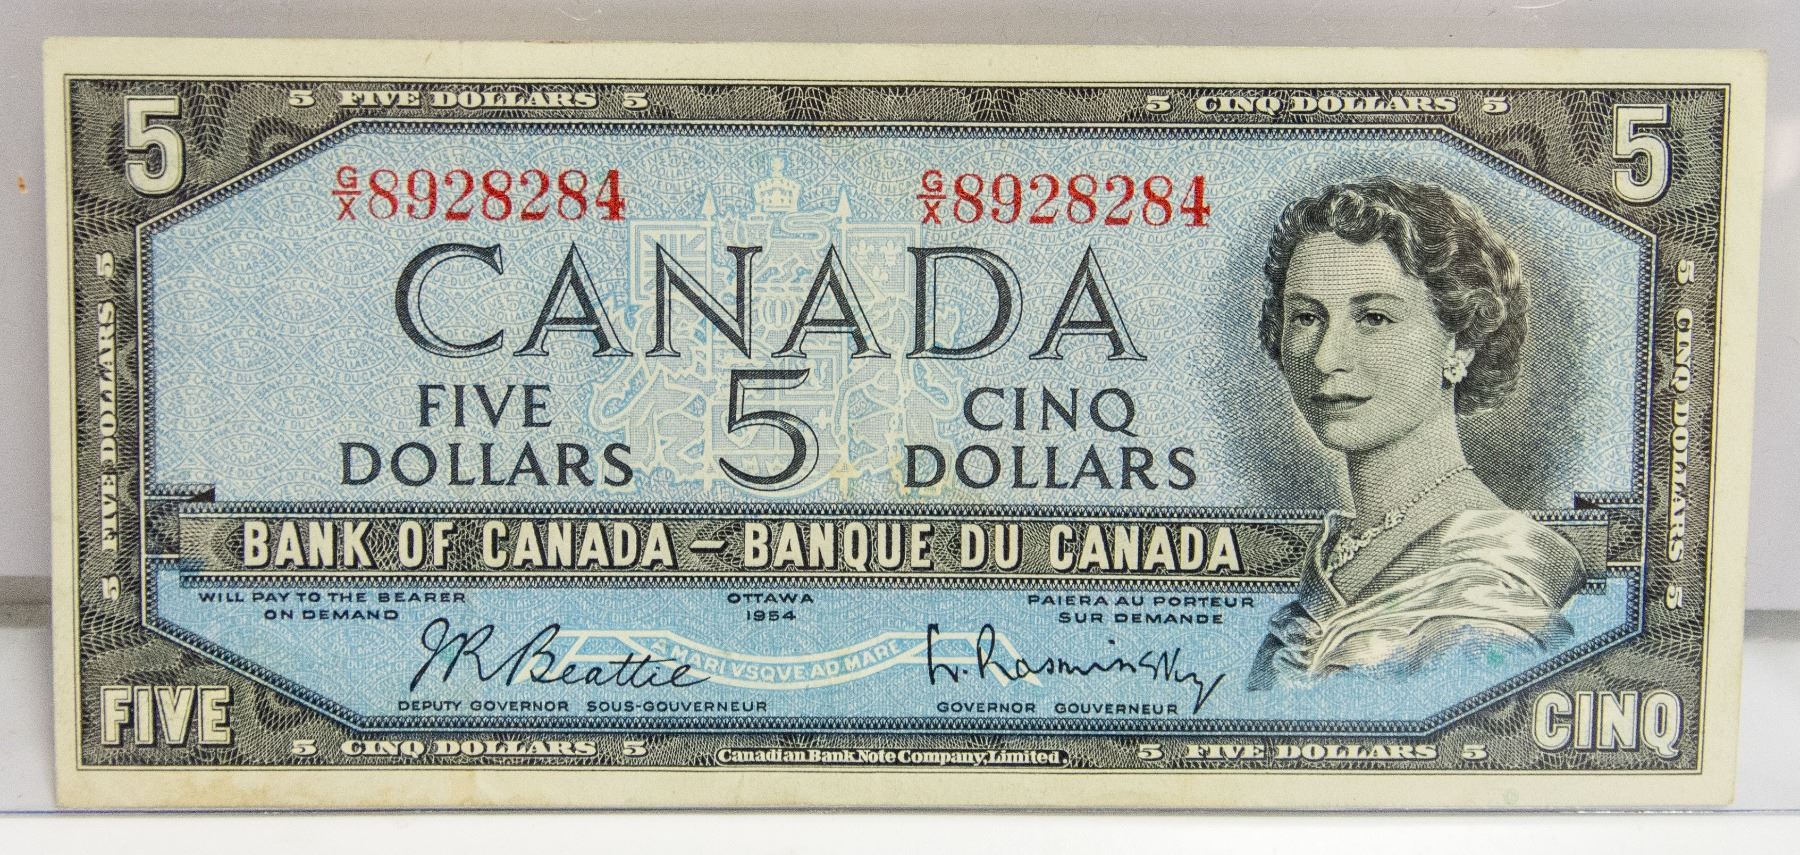 5 FIVE DOLLARS 5 5 CINQ DOLLARS 5
5 5
G/X 8928284 G/X 8928284
CANADA
FIVE DOLLARS 5 CINQ DOLLARS
5 FIVE DOLLARS 5
5 CINQ DOLLARS 5
BANK OF CANADA – BANQUE DU CANADA
WILL PAY TO THE BEARER
ON DEMAND
OTTAWA
1954
PAIERA AU PORTEUR
SUR DEMANDE
A MARI VSQVE AD MARE
JR Beattie
L. Rasminsky
DEPUTY GOVERNOR SOUS-GOUVERNEUR
GOVERNOR GOUVERNEUR
FIVE CINQ
5 CINQ DOLLARS 5 Canadian Bank Note Company, Limited. 5 FIVE DOLLARS 5